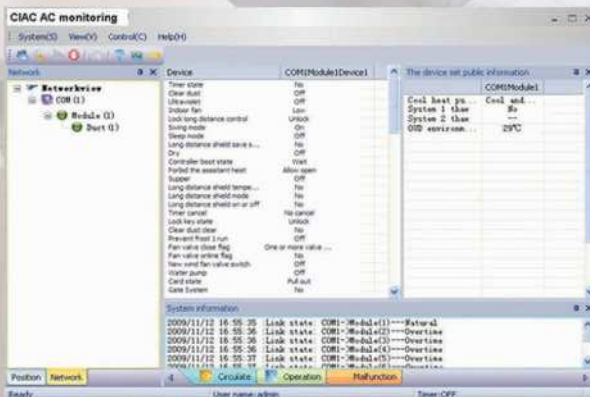 CIAC AC monitoring
System(S) View(V) Control(C) Help(H)
Network
Networkview
COM (1)
Module (1)
Duct (1)
Position Network
Device COM1Module1Device1
Timer state No
Clear dust Off
Ultraviolet Off
Indoor fan Low
Lock long distance control Unlock
Swing mode On
Sleep mode Off
Long distance shield save s... No
Dry Off
Controller boot state Wait
Forbid the assistant heat Allow open
Supper Off
Long distance shield tempe... No
Long distance shield mode No
Long distance shield on or off No
Timer cancel No cancel
Lock key state Unlock
Clear dust clear No
Prevent frost 1 run Off
Fan valve close flag One or more valve ...
Fan valve online flag No
New wind fan valve switch Off
Water pump Off
Card state Pull out
Gate System No
The device set public information
COM1Module1
Cool heat pu... Cool and...
System 1 thaw No
System 2 thaw --
OUD environm... 29℃
System information
2009/11/12 16:55:35 :Link state: COM1->Module(1)---Natural
2009/11/12 16:55:36 :Link state: COM1->Module(2)---Overtime
2009/11/12 16:55:36 :Link state: COM1->Module(3)---Overtime
2009/11/12 16:55:36 :Link state: COM1->Module(4)---Overtime
2009/11/12 16:55:37 :Link state: COM1->Module(5)---Overtime
Circulate Operation Malfunction
Ready User name: admin Timer:OFF